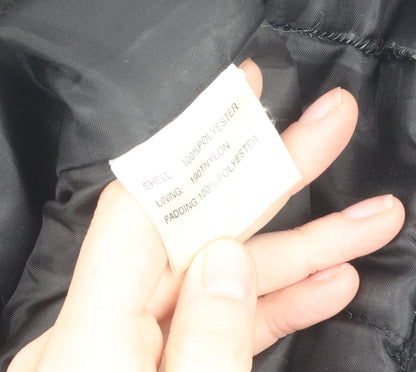 SHELL: 100%POLYESTER
LINING: 190TNYLON
PADDING:100% POLYESTER